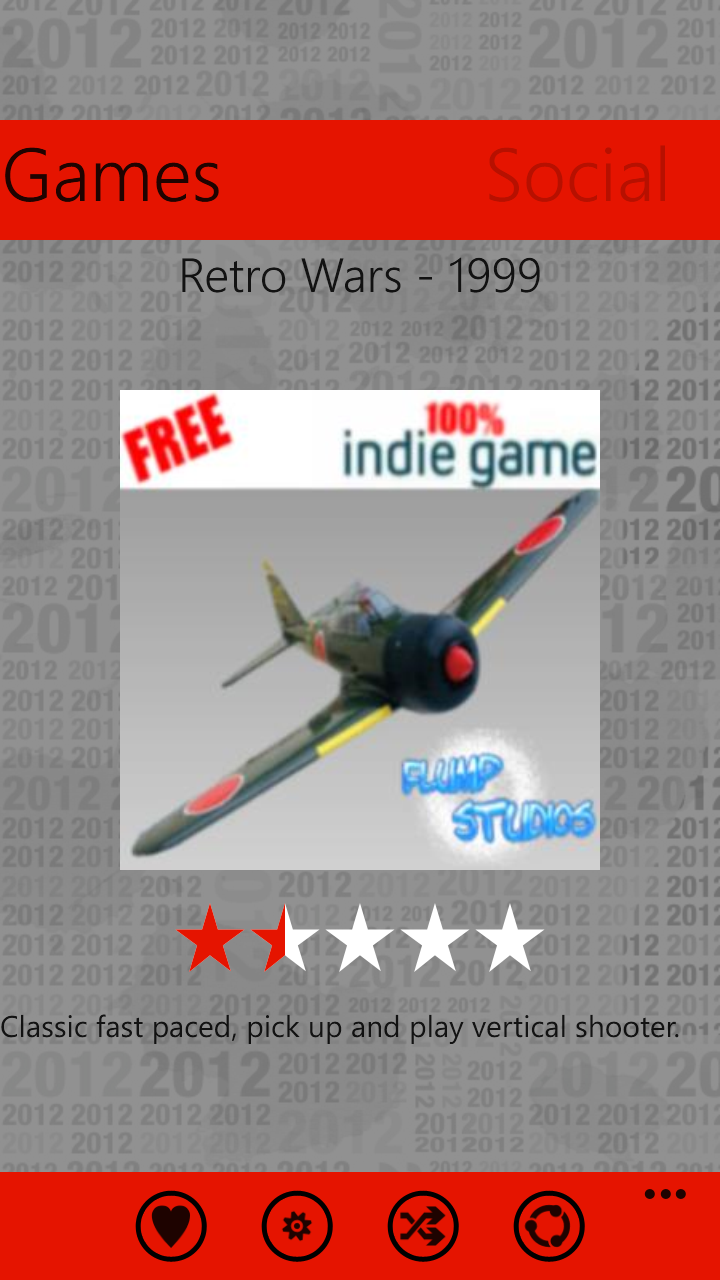 Games
Social
Retro Wars - 1999
FREE
100%
indie game
FLUMP
STUDIOS
Classic fast paced, pick up and play vertical shooter.
2012